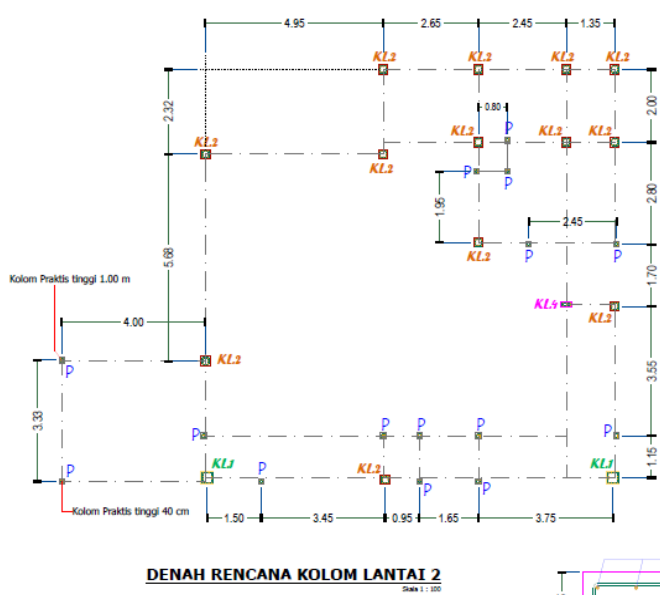 4.95 2.65 2.45 1.35
KL2 KL2 KL2 KL2
2.32 0.80 2.00
KL2 KL2 P KL2 KL2
KL2 P P
1.95 2.80
2.45
KL2 P P
5.68 1.70
Kolom Praktis tinggi 1.00 m
KL4 KL2
4.00
P KL2
3.33 3.55
P P P P P
KL1 P KL2 KL1
1.15
P P P
Kolom Praktis tinggi 40 cm
1.50 3.45 0.95 1.65 3.75
DENAH RENCANA KOLOM LANTAI 2
Skala 1 : 100